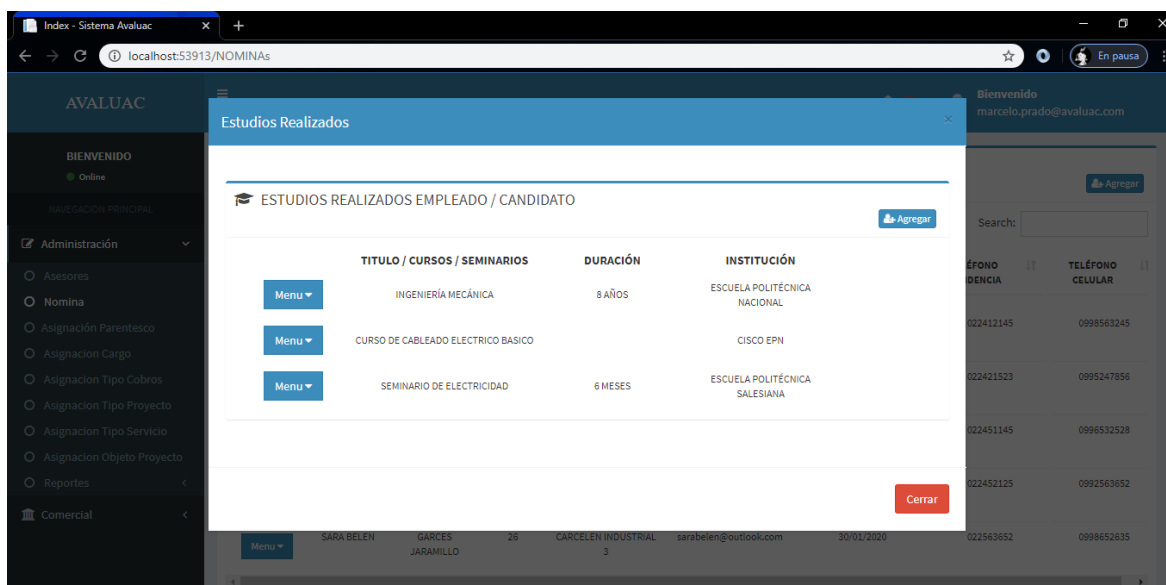 Index - Sistema Avaluac
localhost:53913/NOMINAs
En pausa
AVALUAC
Bienvenido
marcelo.prado@avaluac.com
BIENVENIDO
Online
NAVEGACION PRINCIPAL
Administración
Asesores
Nomina
Asignación Parentesco
Asignacion Cargo
Asignacion Tipo Cobros
Asignacion Tipo Proyecto
Asignacion Tipo Servicio
Asignacion Objeto Proyecto
Reportes
Comercial
Estudios Realizados
ESTUDIOS REALIZADOS EMPLEADO / CANDIDATO
Agregar
TITULO / CURSOS / SEMINARIOS DURACIÓN INSTITUCIÓN
Menu INGENIERÍA MECÁNICA 8 AÑOS ESCUELA POLITÉCNICA
NACIONAL
Menu CURSO DE CABLEADO ELECTRICO BASICO CISCO EPN
Menu SEMINARIO DE ELECTRICIDAD 6 MESES ESCUELA POLITÉCNICA
SALESIANA
Cerrar
Agregar
Search:
TELÉFONO
CELULAR
022412145 0998563245
022421523 0995247856
022451145 0996532528
022452125 0992563652
Menu SARA BELEN GARCES 26 CARCELEN INDUSTRIAL sarabelen@outlook.com 30/01/2020 022563652 0998652635
JARAMILLO 3